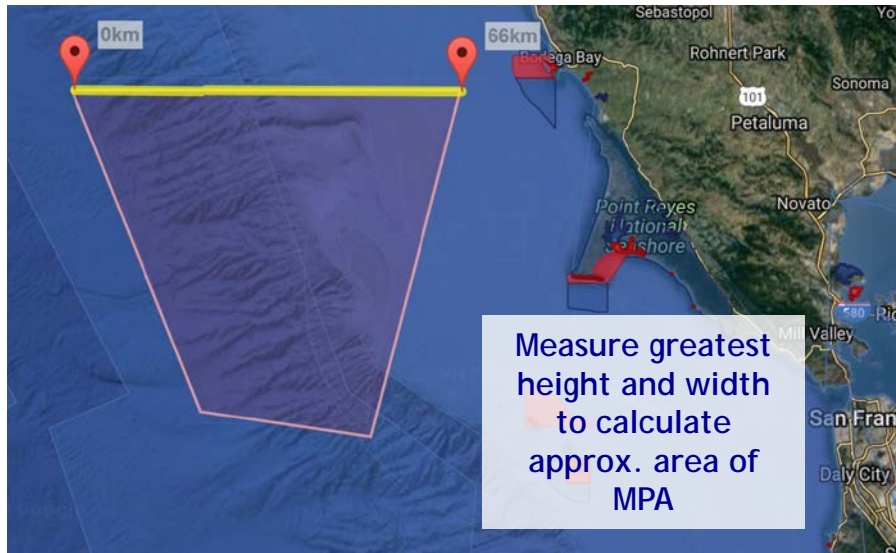 Sebastopol
0km
66km
Bodega Bay
Rohnert Park
Sonoma
101
Petaluma
Point Reyes
National
Seashore
Novato
580
Mill Valley
San Fran
Daly City
Measure greatest
height and width
to calculate
approx. area of
MPA